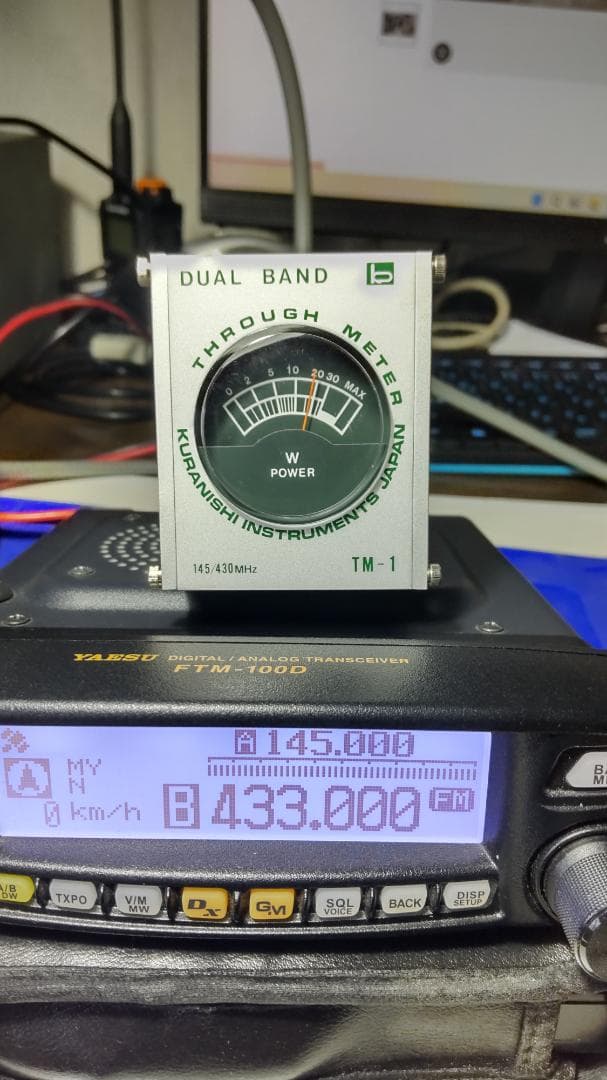 DUAL BAND b
THROUGH METER
0 2 5 10 20 30 MAX
W
POWER
KURANISHI INSTRUMENTS JAPAN
145/430MHz TM-1
YAESU DIGITAL/ANALOG TRANSCEIVER
FTM-100D
A 145.000
A MY
N
0 km/h B 433.000 FM
A/B
DW
TXPO
V/M
MW
DX
GM
SQL
VOICE
BACK
DISP
SETUP